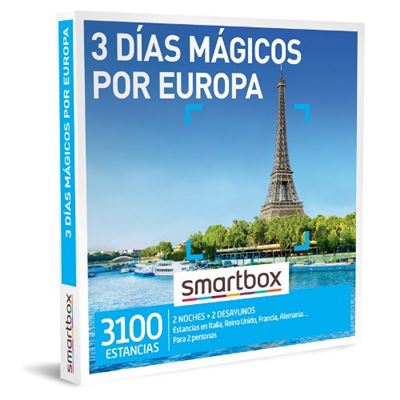 3 DÍAS MÁGICOS
POR EUROPA
smartbox
3100
ESTANCIAS
2 NOCHES • 2 DESAYUNOS
Estancias en Italia, Reino Unido, Francia, Alemania...
Para 2 personas
3 DÍAS MÁGICOS POR EUROPA
smartbox